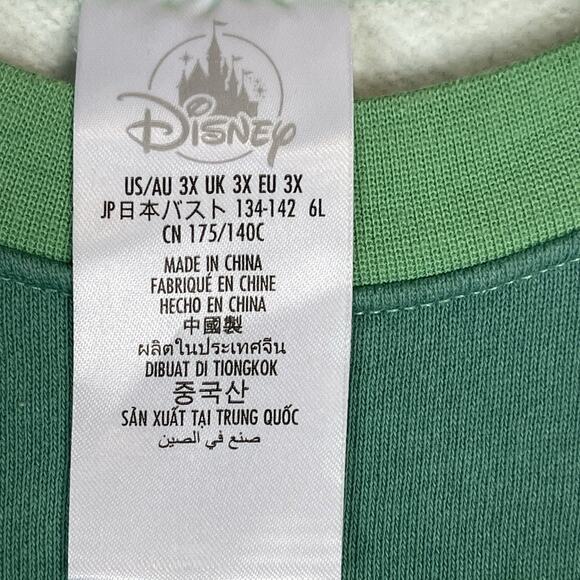 Disney
US/AU 3X UK 3X EU 3X
JP日本バスト 134-142 6L
CN 175/140C
MADE IN CHINA
FABRIQUÉ EN CHINE
HECHO EN CHINA
中國製
ผลิตในประเทศจีน
DIBUAT DI TIONGKOK
중국산
SẢN XUẤT TẠI TRUNG QUỐC
صنع في الصين